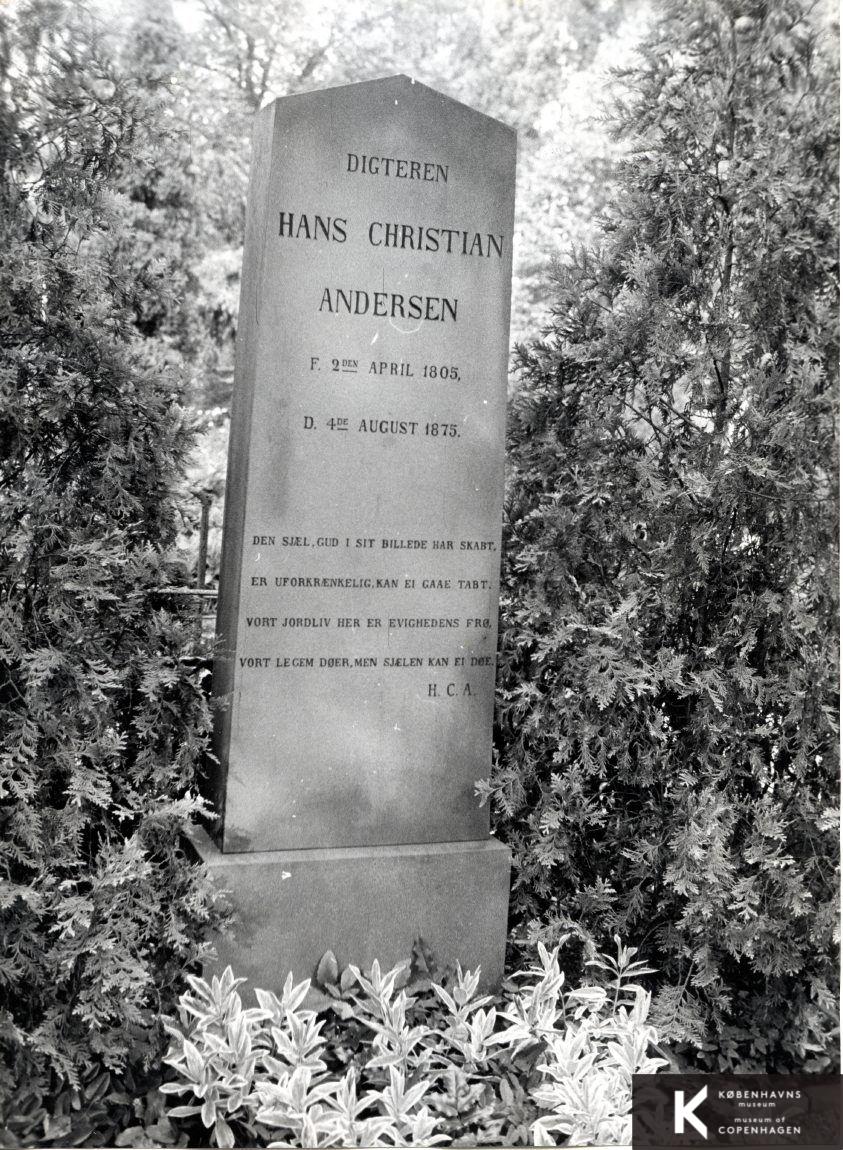 DIGTEREN
HANS CHRISTIAN
ANDERSEN
F. 2DEN APRIL 1805,
D. 4DE AUGUST 1875.
DEN SJÆL, GUD I SIT BILLEDE HAR SKABT,
ER UFORKRÆNKELIG, KAN EI GAAE TABT.
VORT JORDLIV HER ER EVIGHEDENS FRØ,
VORT LEGEM DØER, MEN SJÆLEN KAN EI DØE.
H. C. A.
K
KØBENHAVNS
museum
museum of
COPENHAGEN